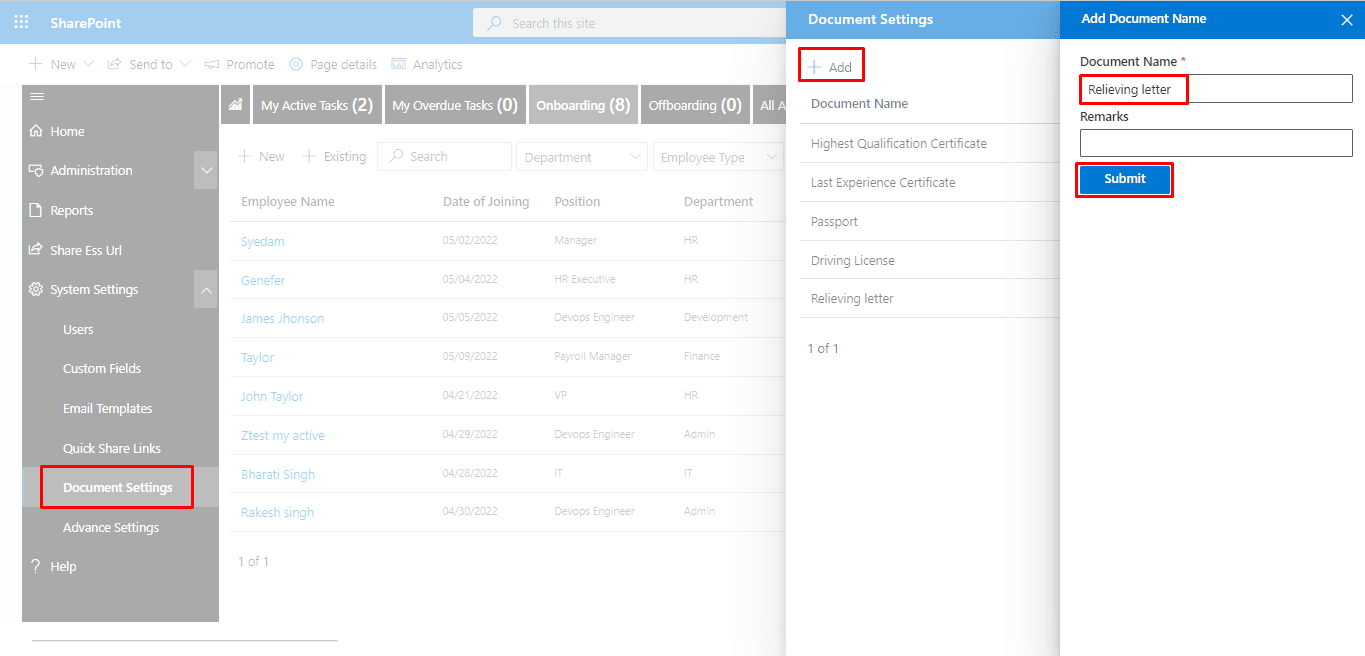 SharePoint
Search this site
New
Send to
Promote
Page details
Analytics
Home
Administration
Reports
Share Ess Url
System Settings
Users
Custom Fields
Email Templates
Quick Share Links
Document Settings
Advance Settings
? Help
My Active Tasks (2)
My Overdue Tasks (0)
Onboarding (8)
Offboarding (0)
All A
+ New
+ Existing
Search
Department
Employee Type
Employee Name Date of Joining Position Department
Syedam 05/02/2022 Manager HR
Genefer 05/04/2022 HR Executive HR
James Jhonson 05/05/2022 Devops Engineer Development
Taylor 05/09/2022 Payroll Manager Finance
John Taylor 04/21/2022 VP HR
Ztest my active 04/29/2022 Devops Engineer Admin
Bharati Singh 04/28/2022 IT IT
Rakesh singh 04/30/2022 Devops Engineer Admin
1 of 1
Document Settings
+ Add
Document Name
Highest Qualification Certificate
Last Experience Certificate
Passport
Driving License
Relieving letter
1 of 1
Add Document Name
Document Name *
Relieving letter
Remarks
Submit